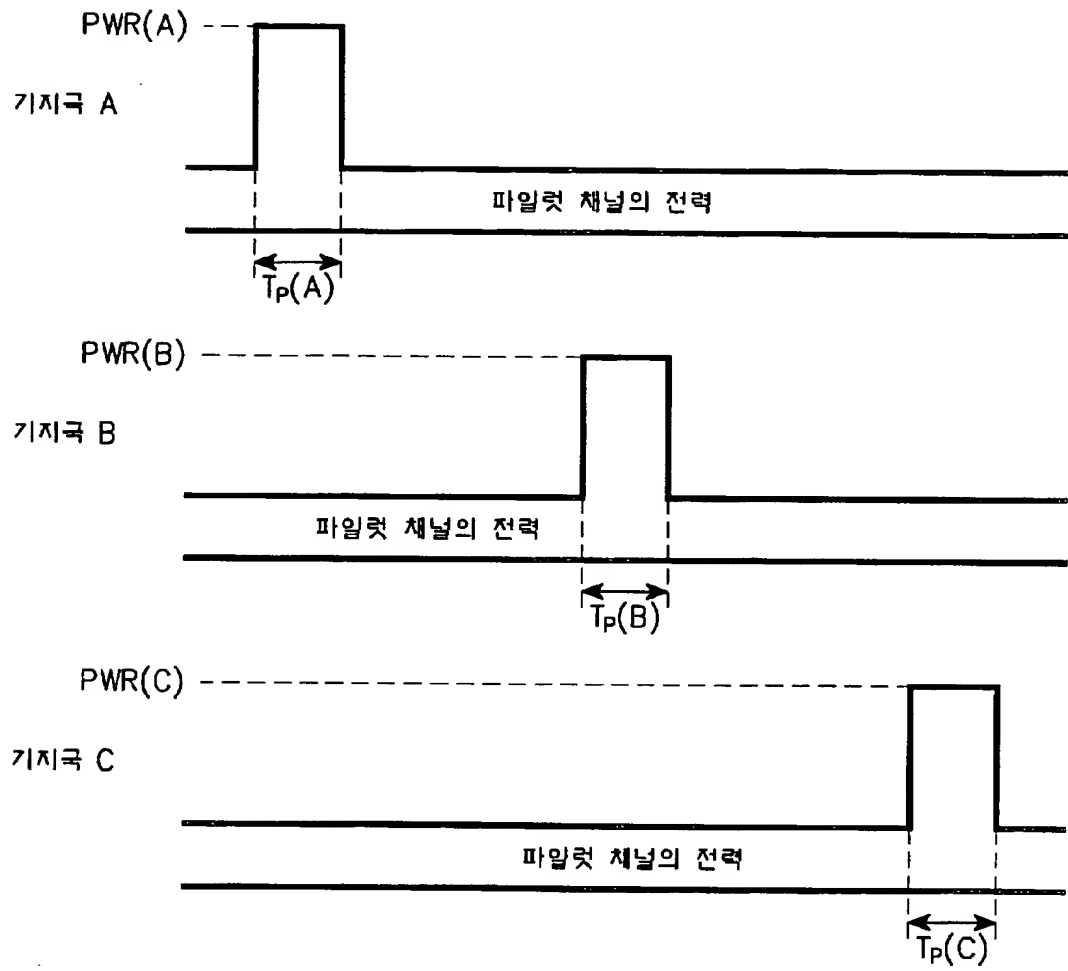 PWR(A)
기지국 A
파일럿 채널의 전력
TP(A)
PWR(B)
기지국 B
파일럿 채널의 전력
TP(B)
PWR(C)
기지국 C
파일럿 채널의 전력
TP(C)